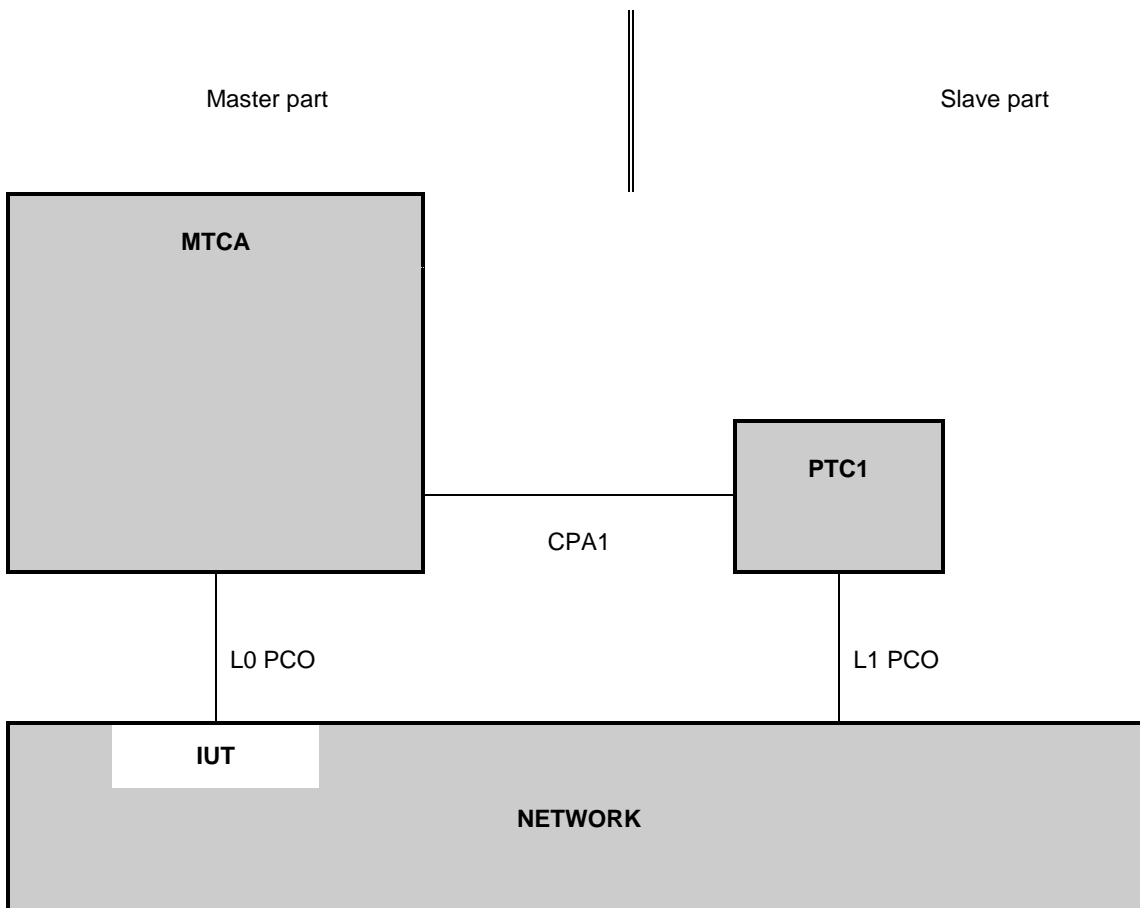 Master part
Slave part
MTCA
PTC1
CPA1
L0 PCO
L1 PCO
IUT
NETWORK